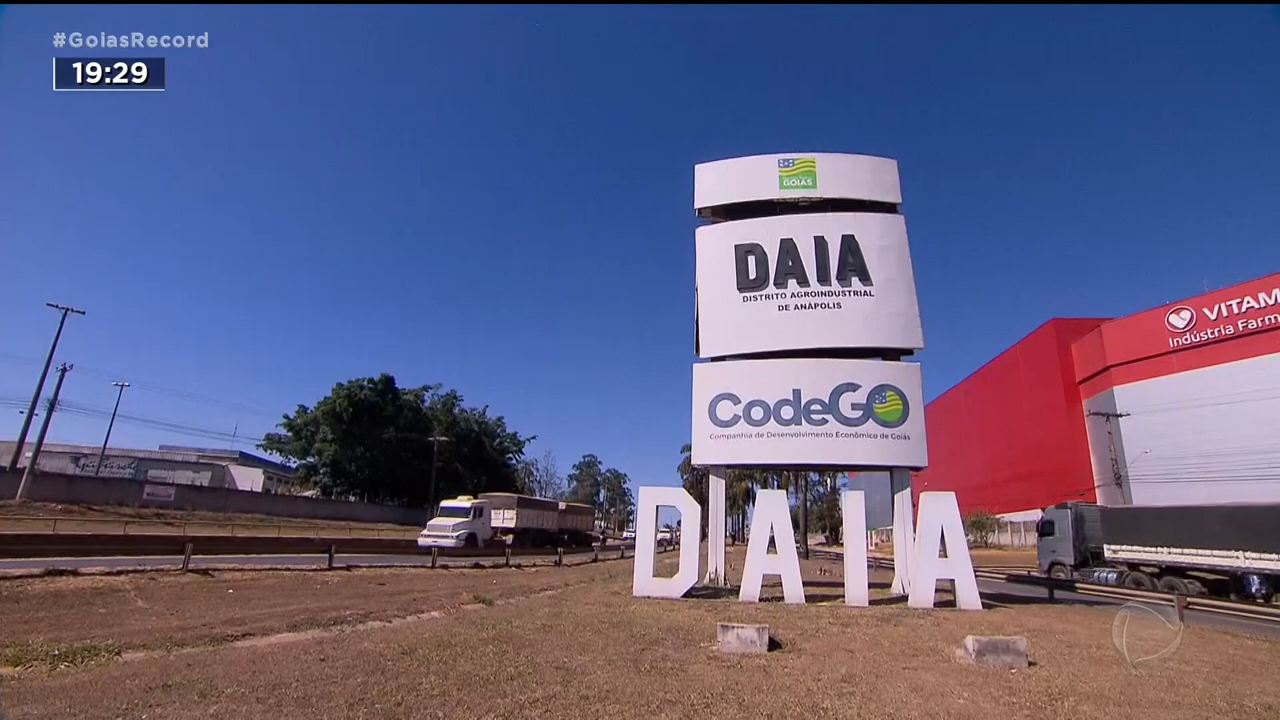 #GoiasRecord
19:29
GOIÁS
DAIA
DISTRITO AGROINDUSTRIAL
DE ANÁPOLIS
CodeGO
Companhia de Desenvolvimento Econômico de Goiás
VITAM
Indústria Farm
DAIA